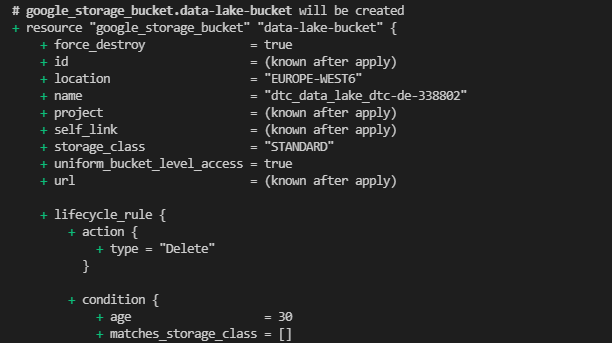 # google_storage_bucket.data-lake-bucket will be created
+ resource "google_storage_bucket" "data-lake-bucket" {
    + force_destroy               = true
    + id                          = (known after apply)
    + location                    = "EUROPE-WEST6"
    + name                        = "dtc_data_lake_dtc-de-338802"
    + project                     = (known after apply)
    + self_link                   = (known after apply)
    + storage_class               = "STANDARD"
    + uniform_bucket_level_access = true
    + url                         = (known after apply)

    + lifecycle_rule {
        + action {
            + type = "Delete"
          }

        + condition {
            + age                   = 30
            + matches_storage_class = []